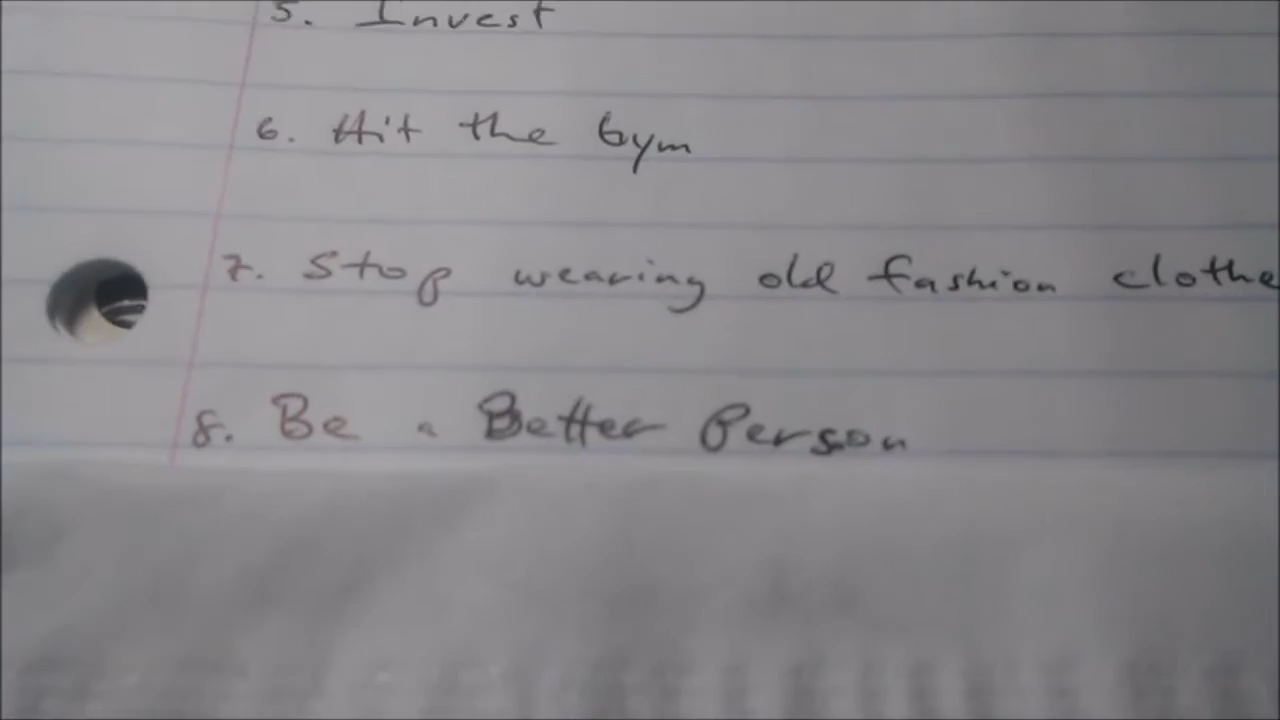 5. Invest
6. Hit the Gym
7. Stop wearing old fashion clothe
8. Be a Better Person